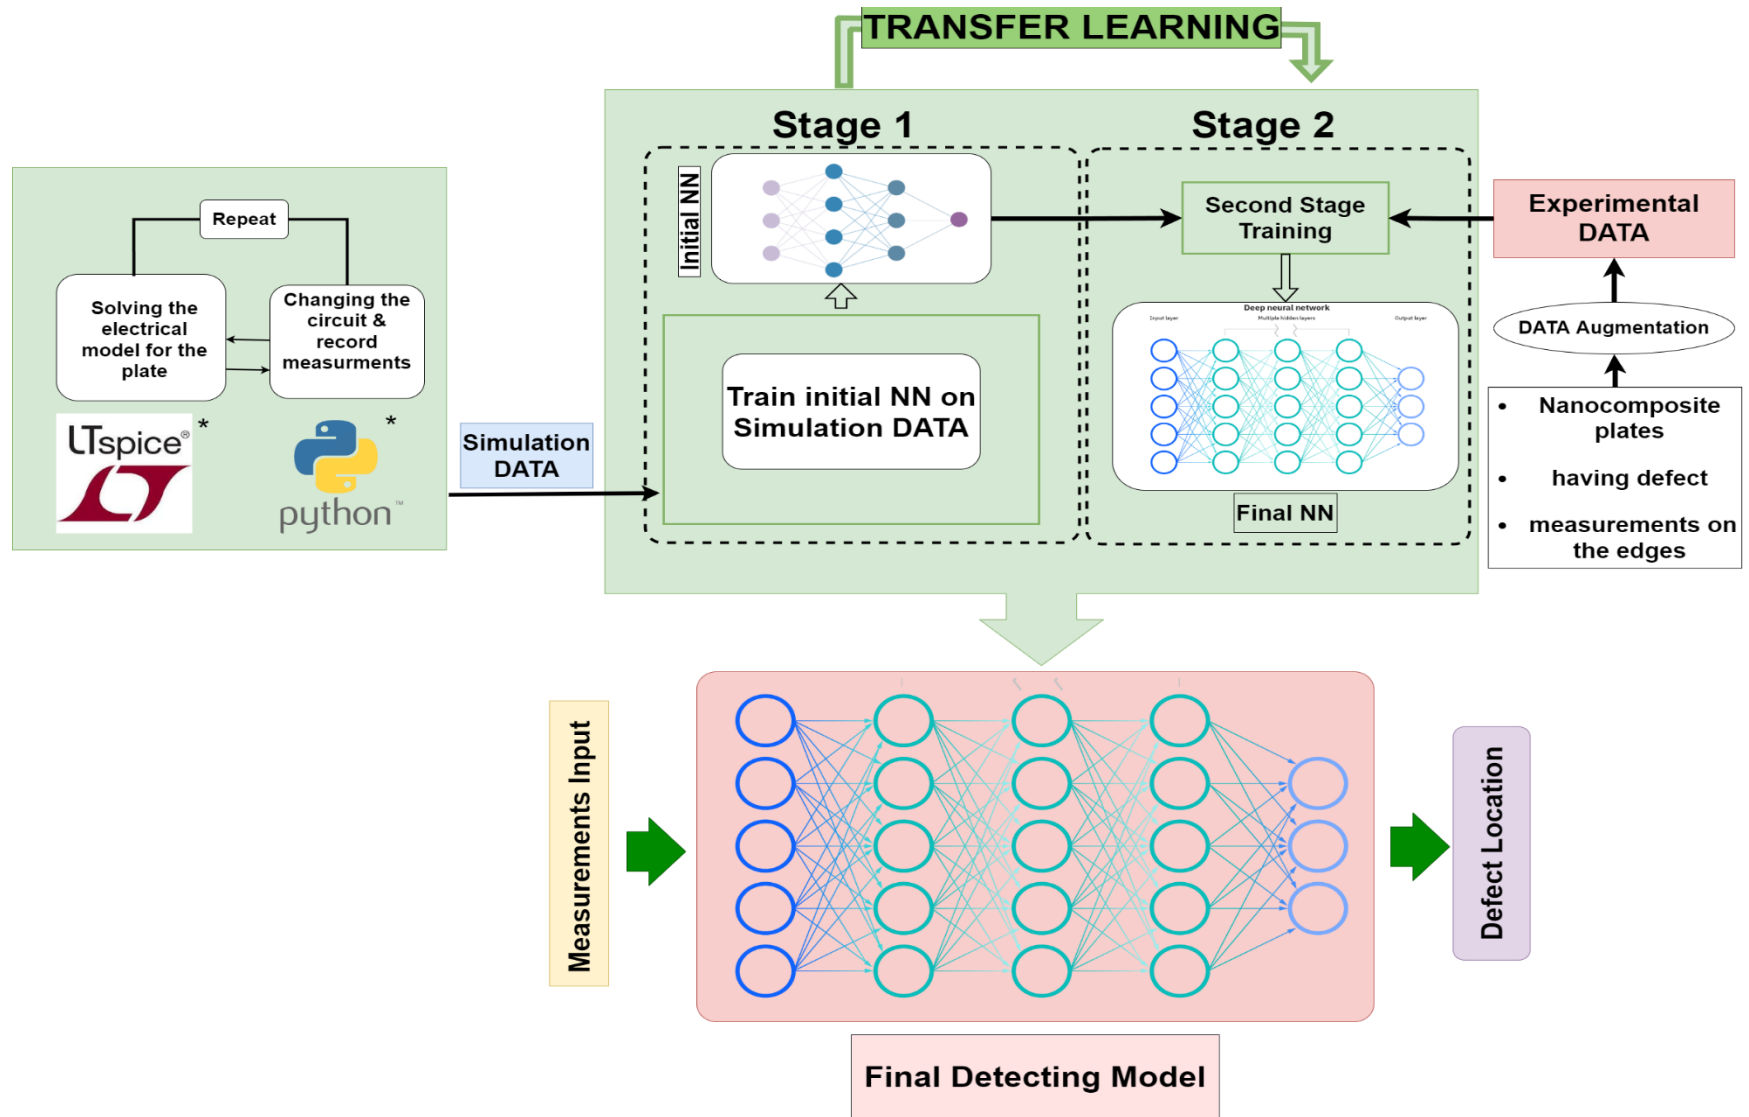 TRANSFER LEARNING
Stage 1
Stage 2
Repeat
Solving the
electrical
model for the
plate
Changing the
circuit &
record
measurments
LTspice®
*
python™
*
Simulation
DATA
Initial NN
Train initial NN on
Simulation DATA
Second Stage
Training
Deep neural network
Input layer
Multiple hidden layers
Output layer
Final NN
Experimental
DATA
DATA Augmentation
• Nanocomposite
plates
• having defect
• measurements on
the edges
Measurements Input
Defect Location
Final Detecting Model